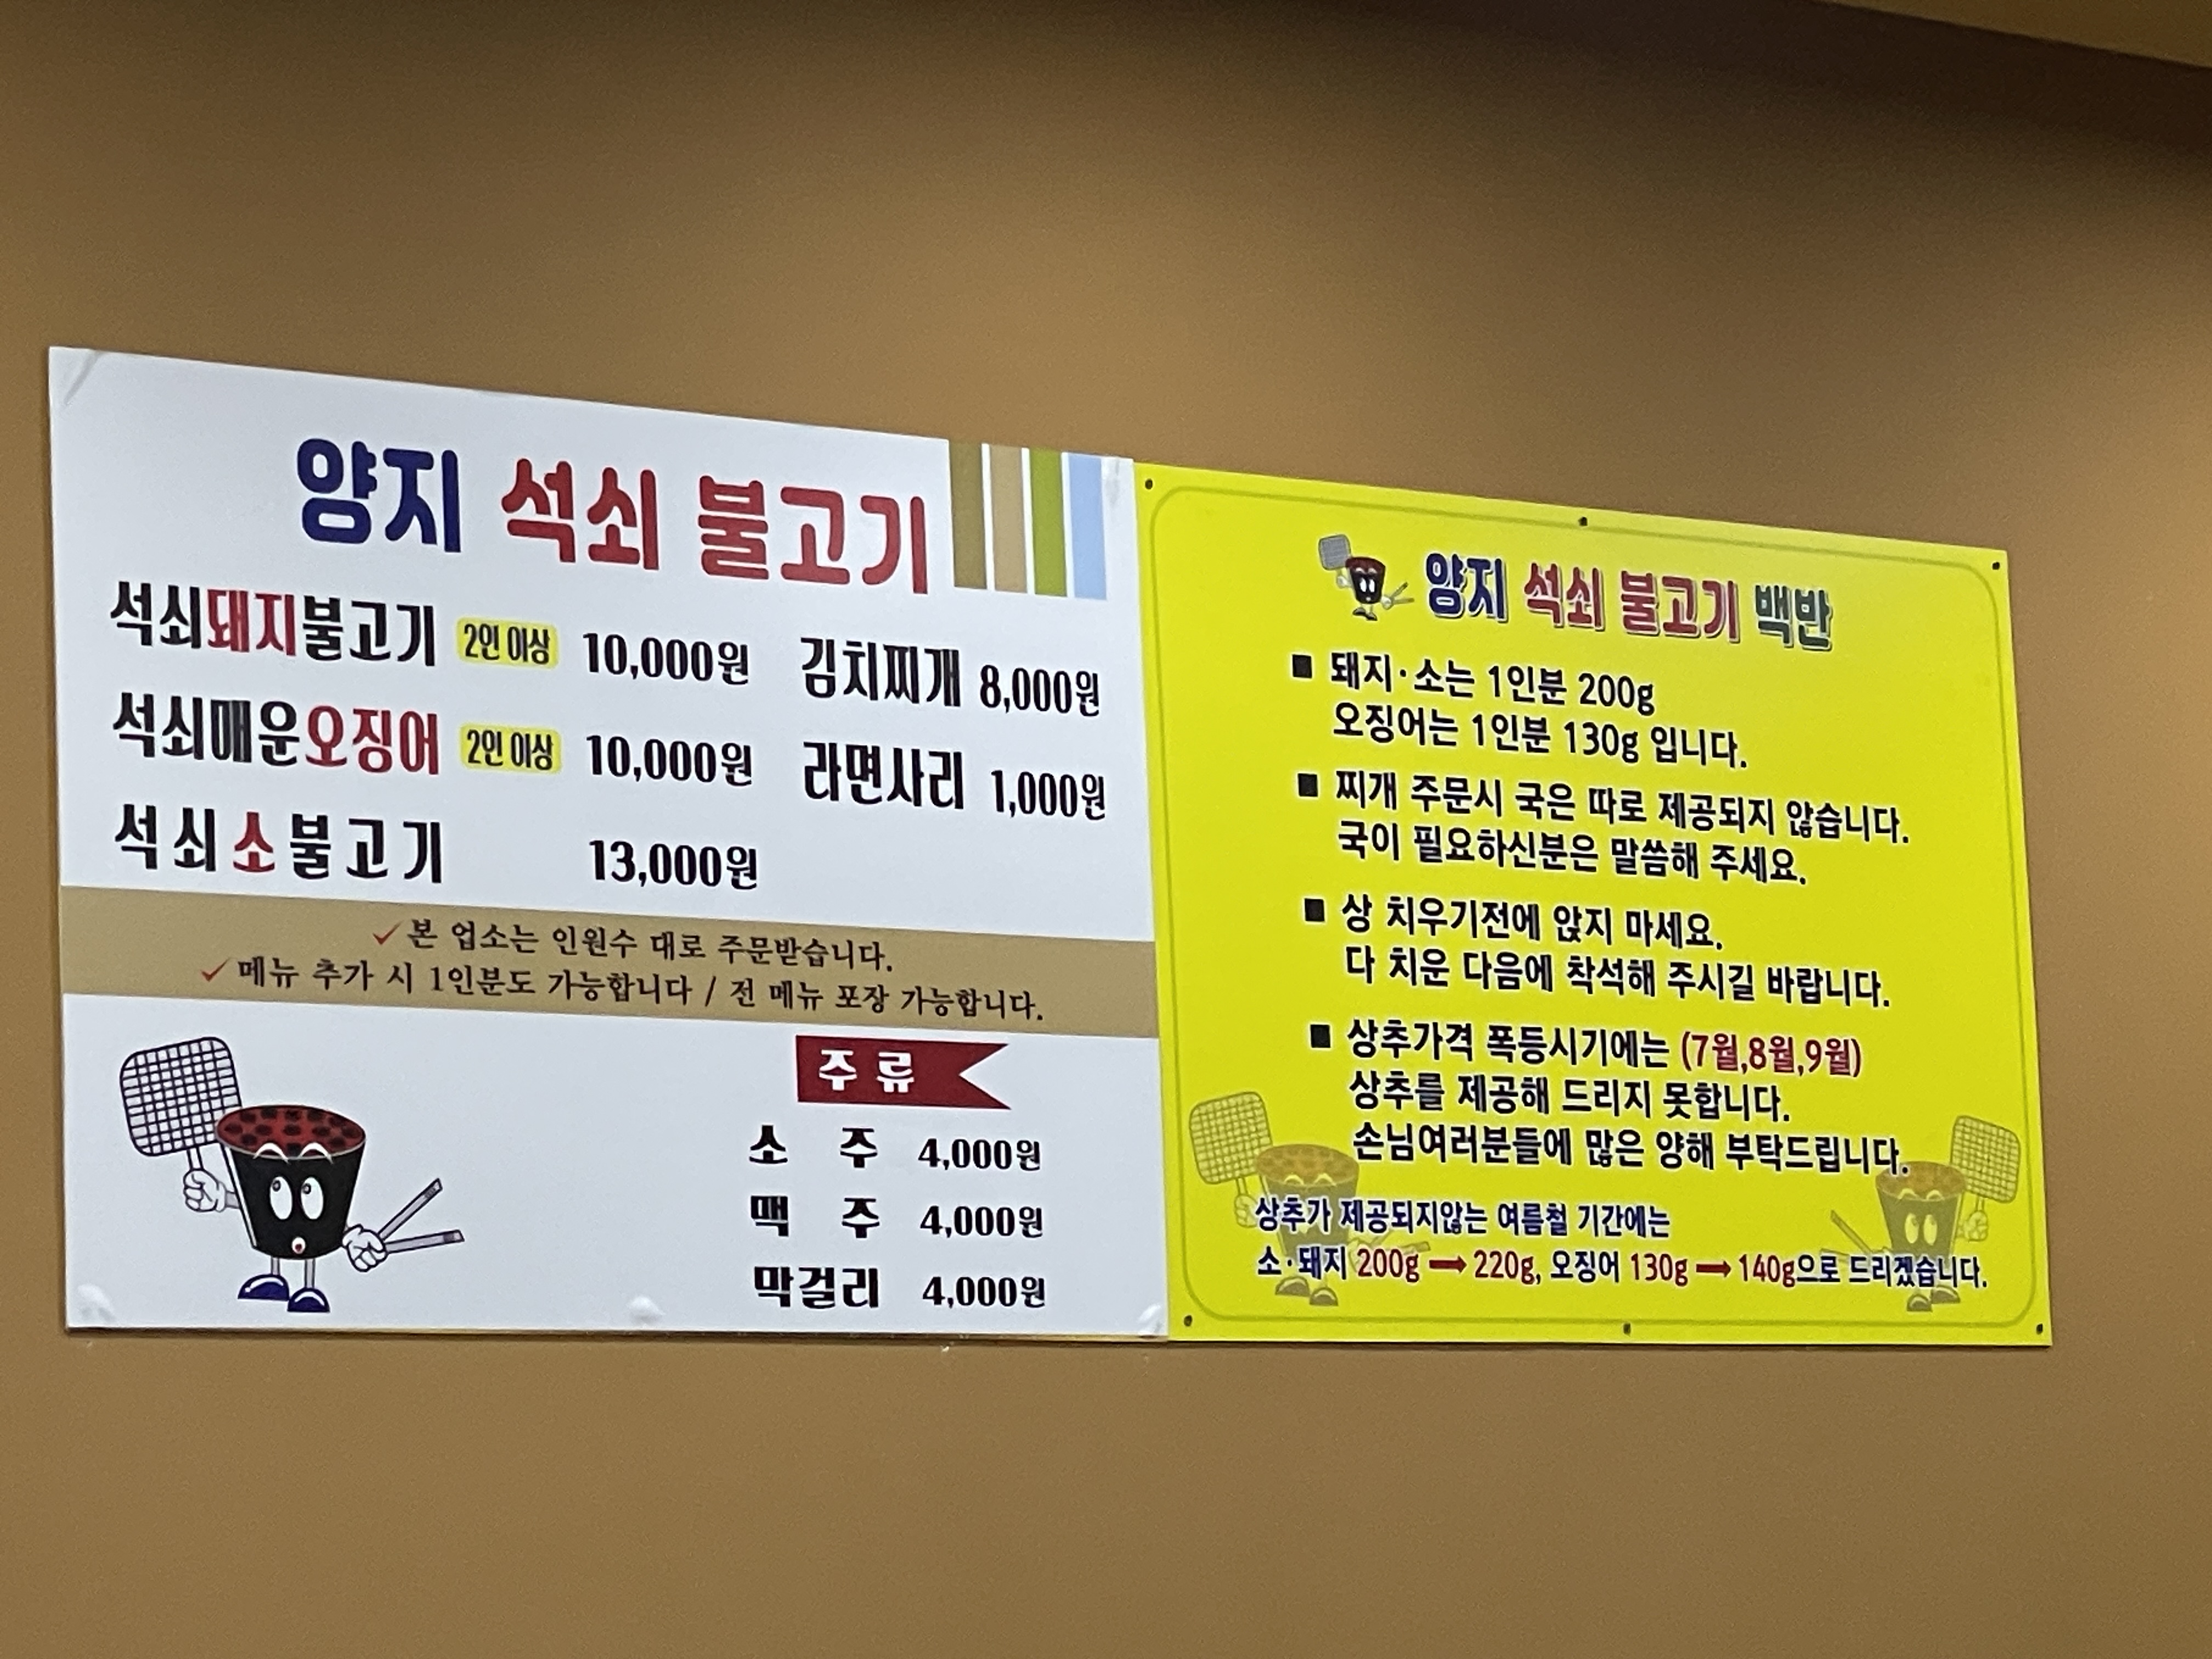 양지 석쇠 불고기
석쇠돼지불고기 2인 이상 10,000원
석쇠매운오징어 2인 이상 10,000원
석쇠소불고기 13,000원
김치찌개 8,000원
라면사리 1,000원
✓본 업소는 인원수 대로 주문받습니다.
✓메뉴 추가 시 1인분도 가능합니다 / 전 메뉴 포장 가능합니다.
주류
소 주 4,000원
맥 주 4,000원
막걸리 4,000원
양지 석쇠 불고기 백반
■ 돼지·소는 1인분 200g
오징어는 1인분 130g 입니다.
■ 찌개 주문시 국은 따로 제공되지 않습니다.
국이 필요하신분은 말씀해 주세요.
■ 상 치우기전에 앉지 마세요.
다 치운 다음에 착석해 주시길 바랍니다.
■ 상추가격 폭등시기에는 (7월,8월,9월)
상추를 제공해 드리지 못합니다.
손님여러분들에 많은 양해 부탁드립니다.
상추가 제공되지않는 여름철 기간에는
소·돼지 200g → 220g, 오징어 130g → 140g으로 드리겠습니다.